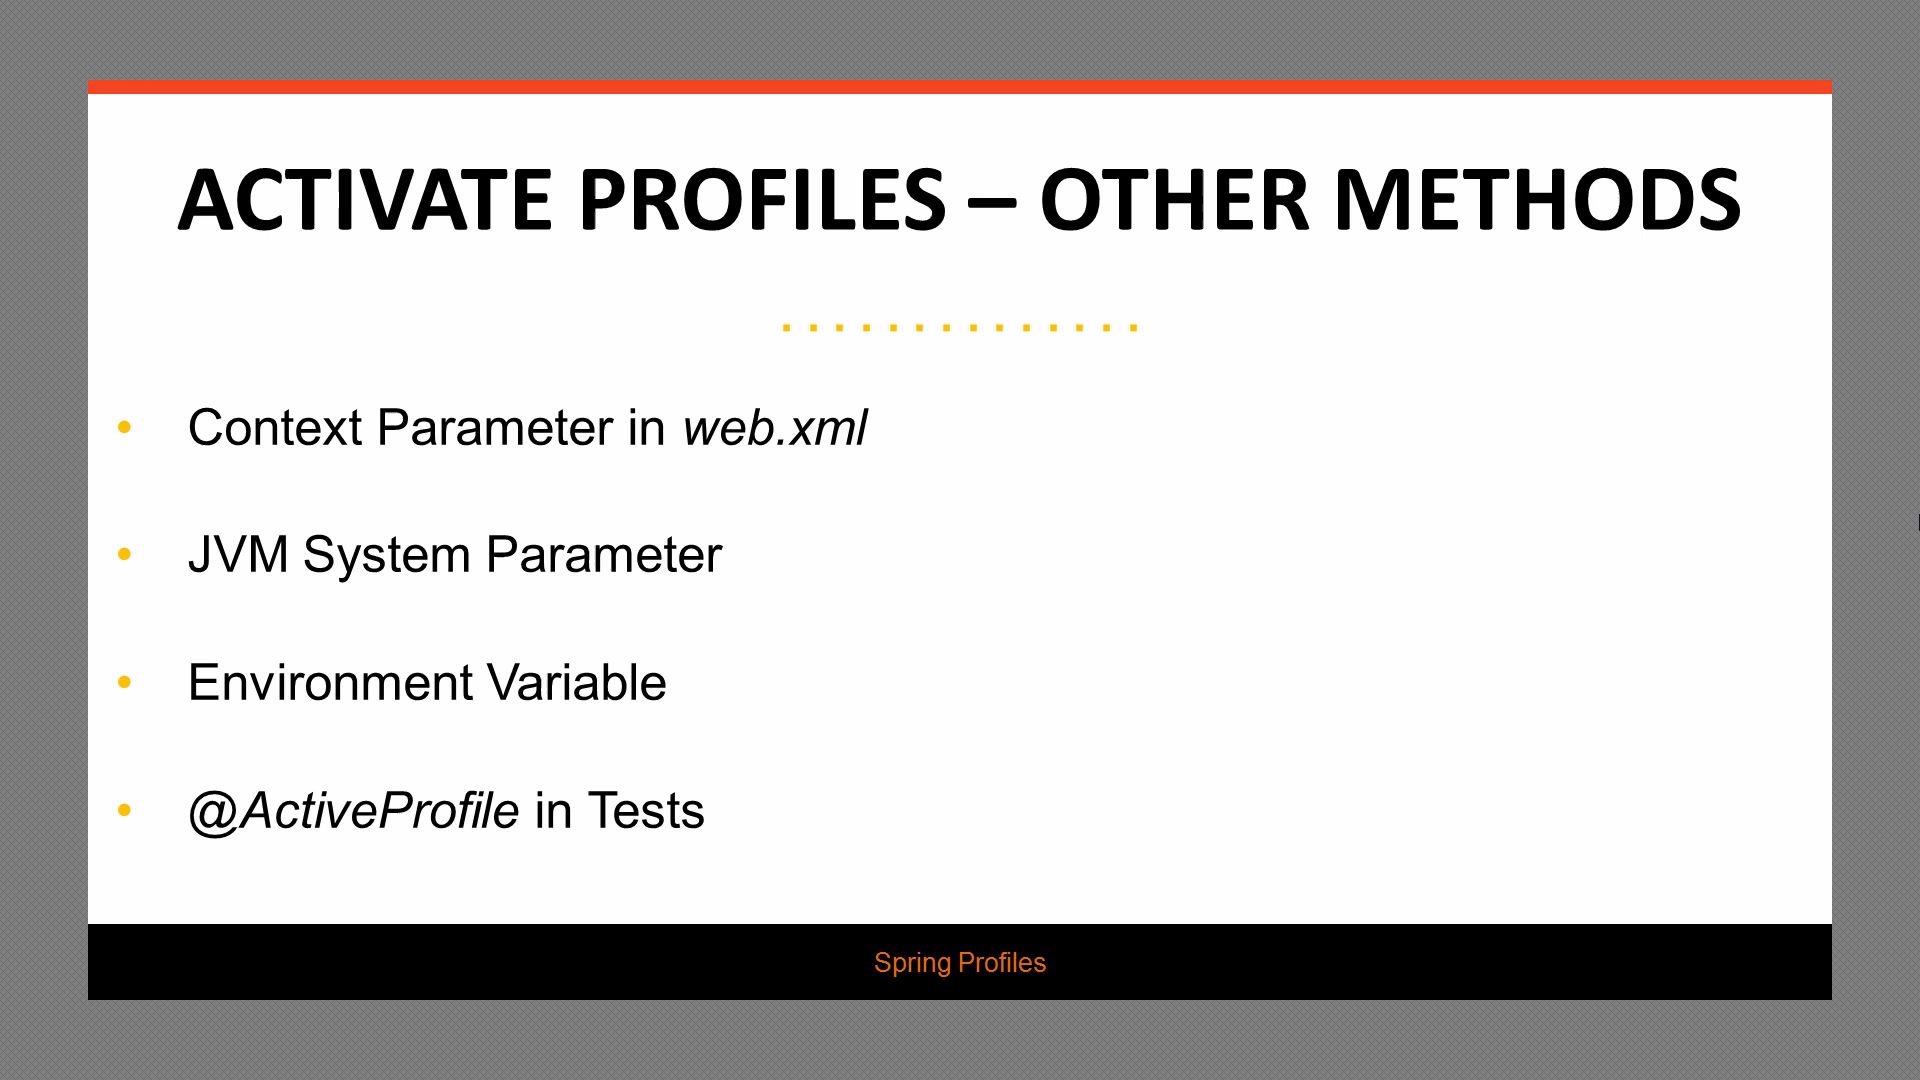 ACTIVATE PROFILES – OTHER METHODS
• Context Parameter in web.xml
• JVM System Parameter
• Environment Variable
• @ActiveProfile in Tests
Spring Profiles